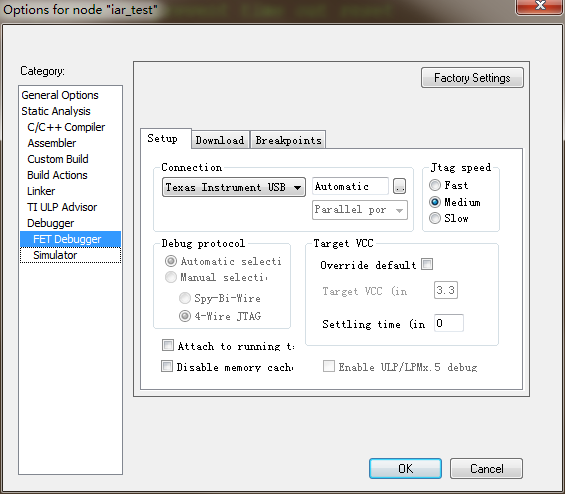 Options for node "iar_test"
Category:
General Options
Static Analysis
C/C++ Compiler
Assembler
Custom Build
Build Actions
Linker
TI ULP Advisor
Debugger
FET Debugger
Simulator
Factory Settings
Setup Download Breakpoints
Connection
Texas Instrument USB
Automatic
...
Parallel por
Jtag speed
Fast
Medium
Slow
Debug protocol
Automatic selecti
Manual selectic
Spy-Bi-Wire
4-Wire JTAG
Target VCC
Override default
Target VCC (in 3.3
Settling time (in 0
Attach to running t
Disable memory cach
Enable ULP/LPMx.5 debug
OK Cancel